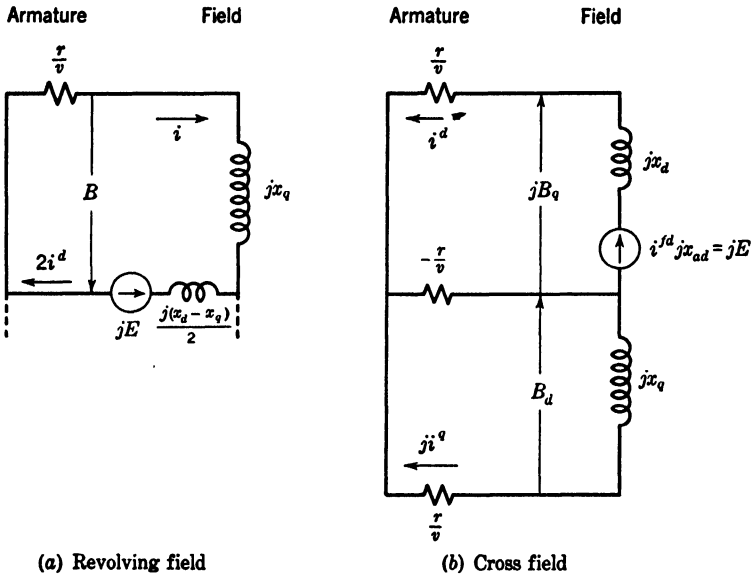 Armature Field
r/v
i
B
jx_q
2i^d
jE
j(x_d − x_q)/2
(a) Revolving field
Armature Field
r/v
i^d
jB_q
jx_d
i^{fd} jx_{ad} = jE
−r/v
B_d
jx_q
ji^q
r/v
(b) Cross field